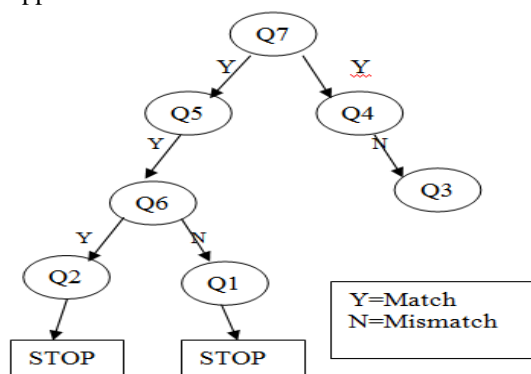 Q7
Y Y
Q5 Q4
Y N
Q6 Q3
Y N
Q2 Q1
Y=Match
N=Mismatch
STOP STOP